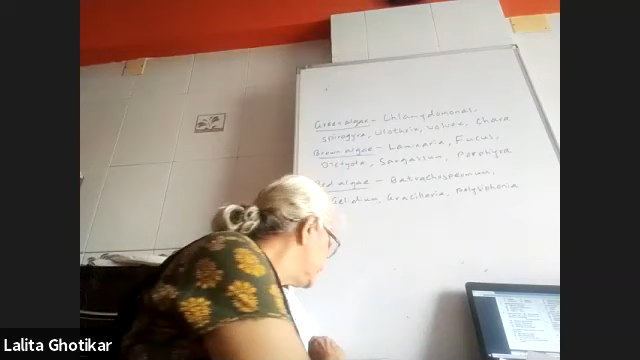 Green algae - Chlamydomonas,
Spirogyra, Ulothrix, Volvox, Chara
Brown algae - Laminaria, Fucus,
Dictyota, Sargassum, Porphyra
Red algae - Batrachospermum,
Gelidium, Gracilaria, Polysiphonia
Lalita Ghotikar